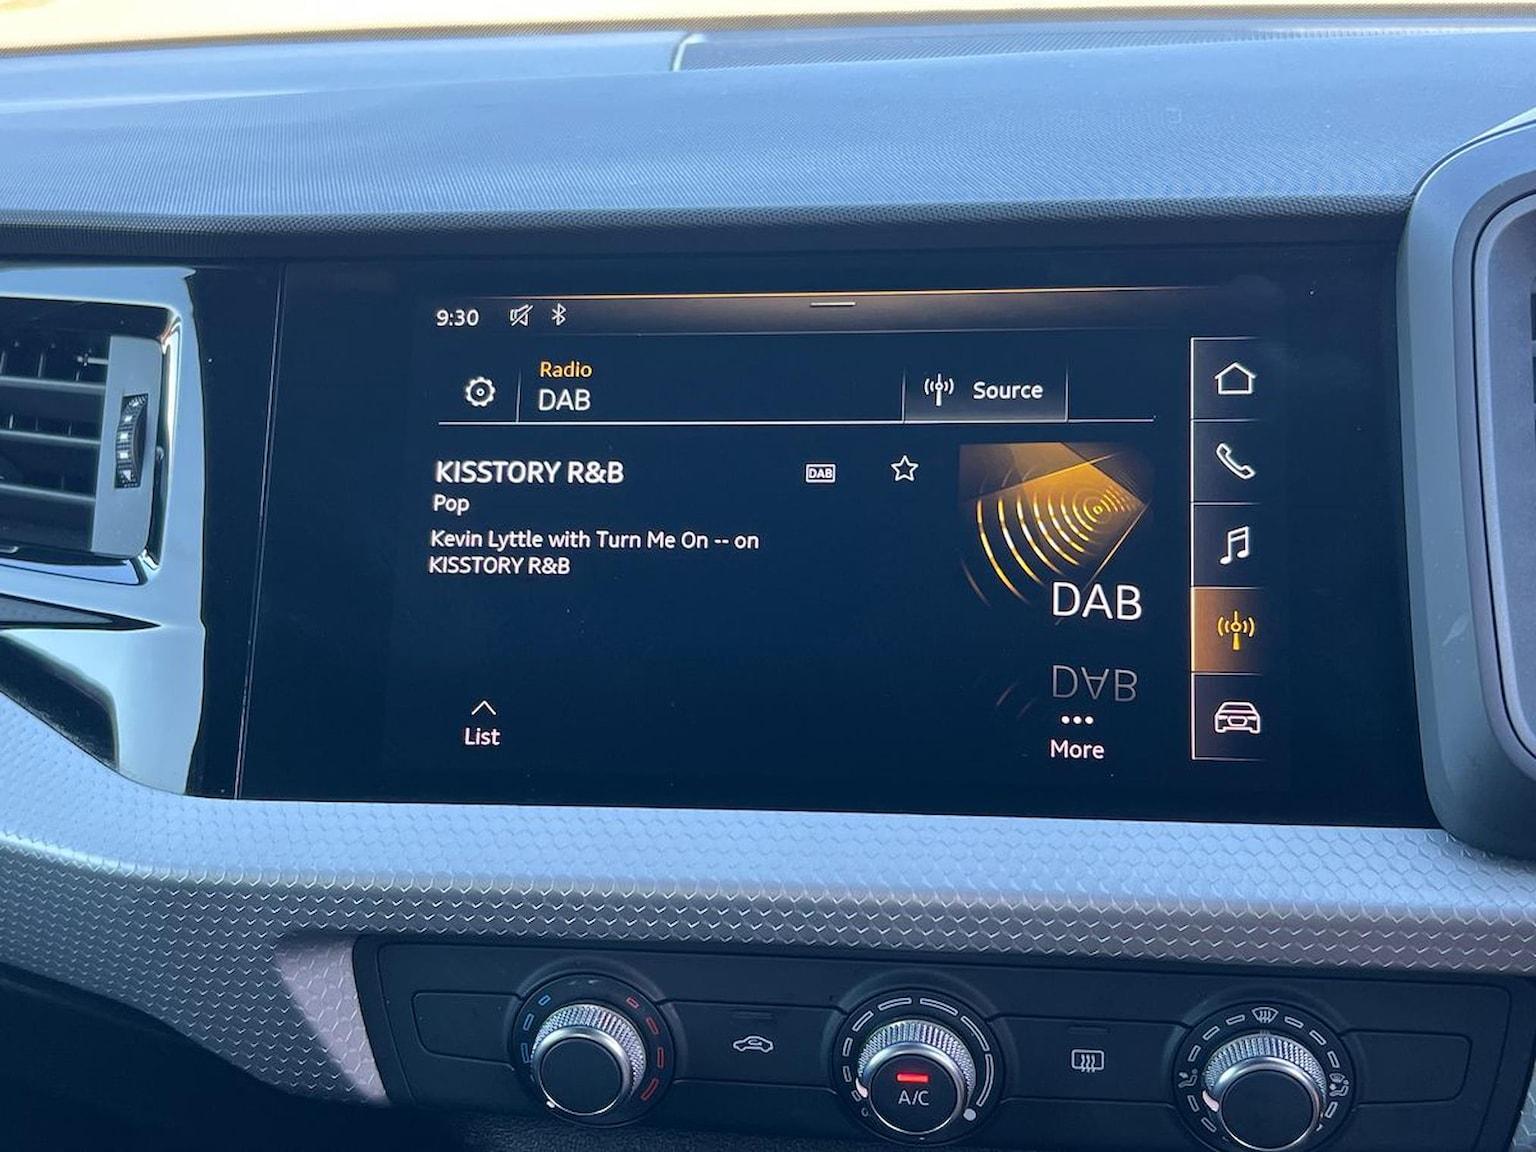 9:30
Radio
DAB
Source
KISSTORY R&B
DAB
Pop
Kevin Lyttle with Turn Me On -- on
KISSTORY R&B
DAB
DAB
List
More
A/C